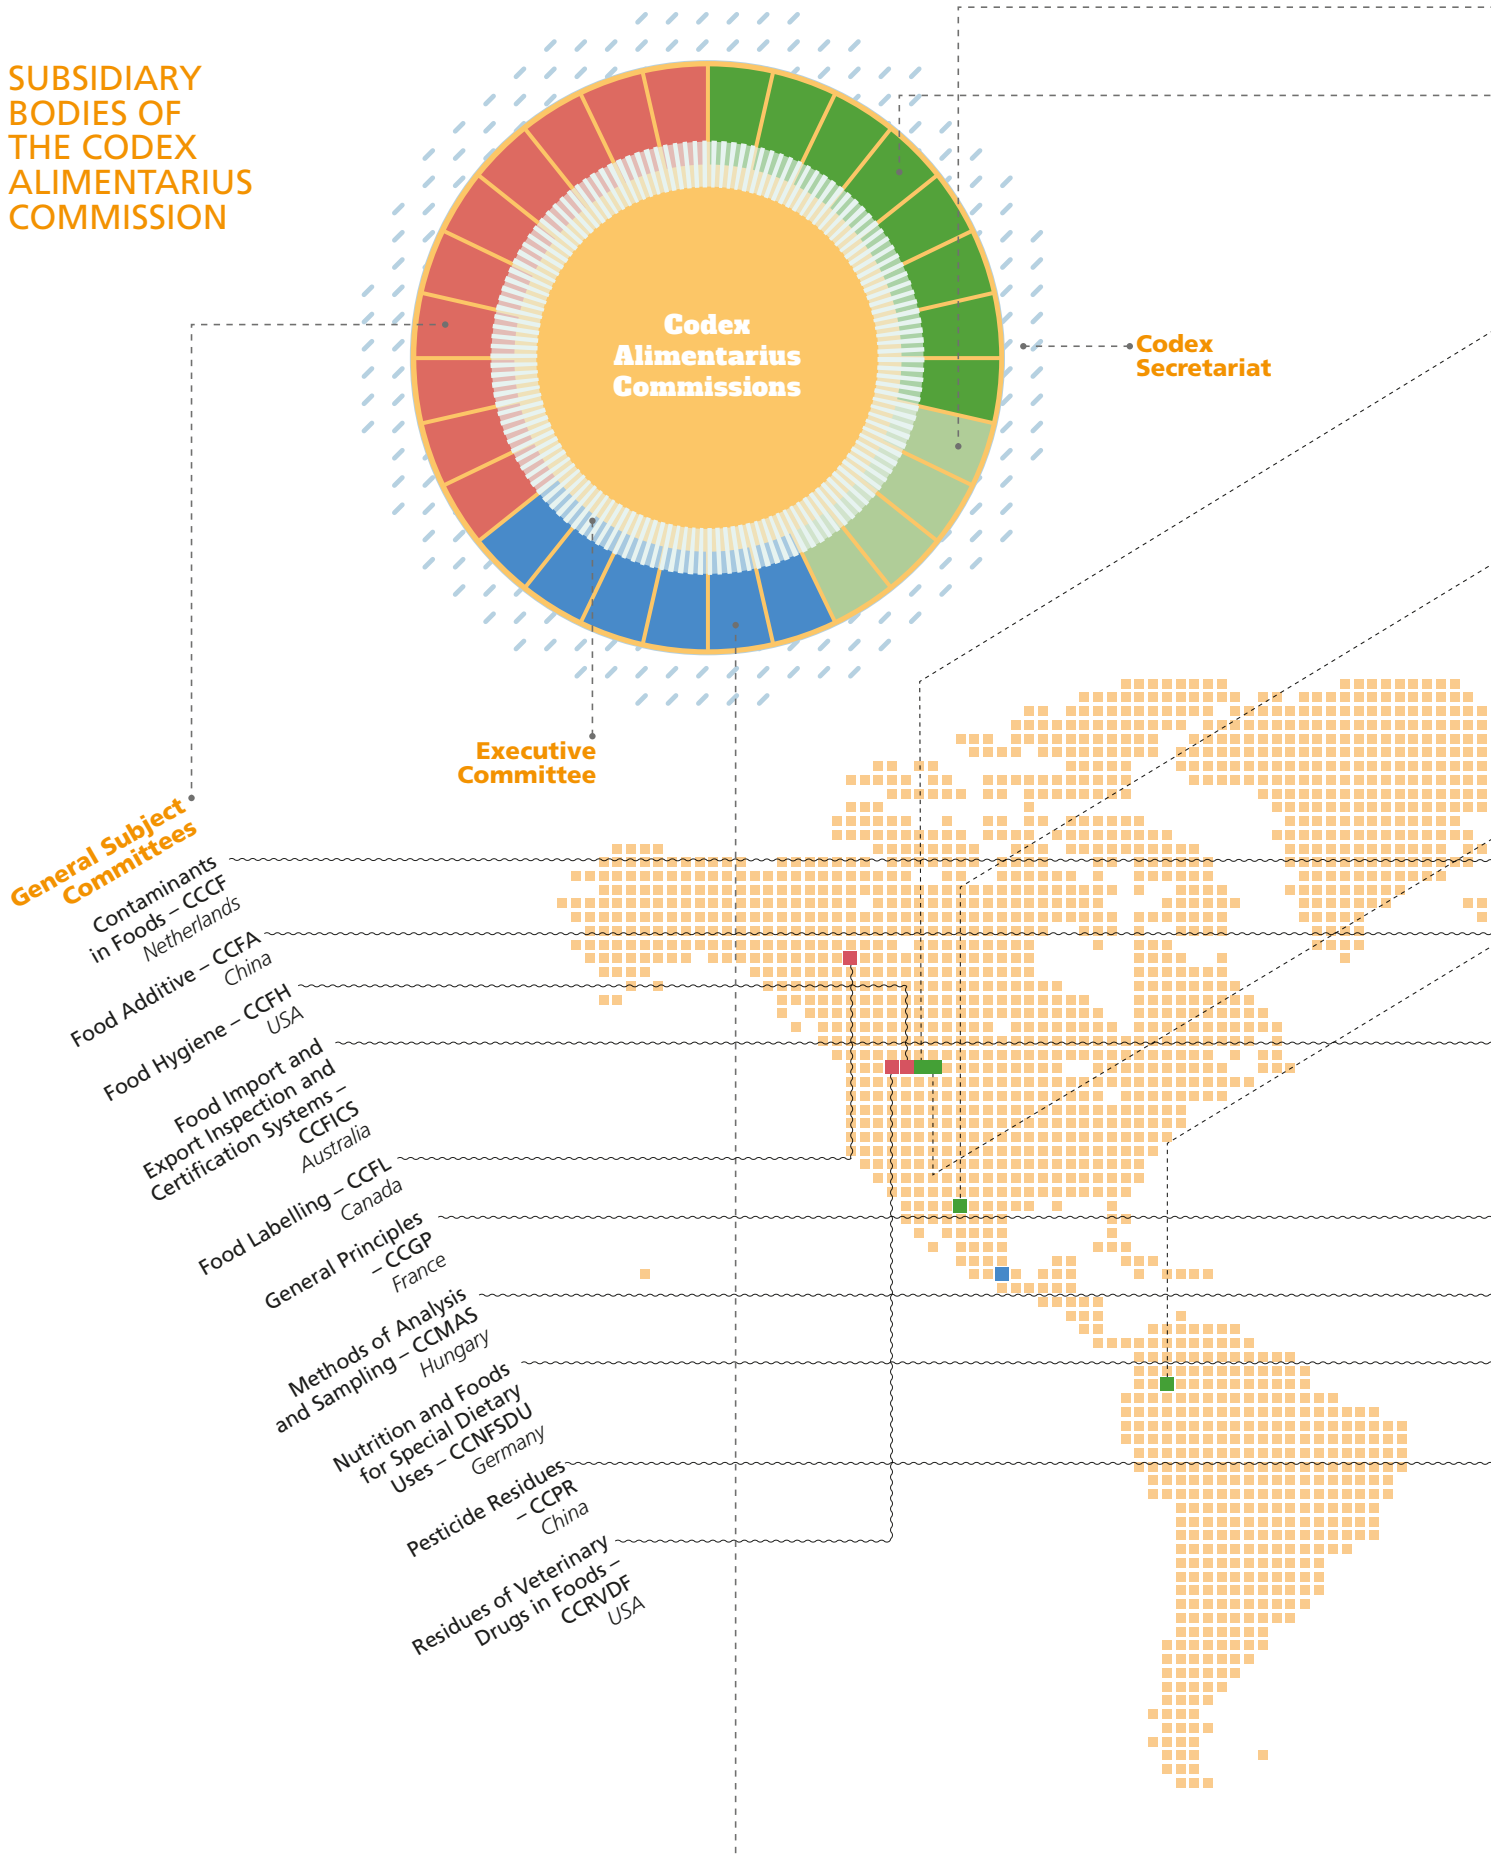 SUBSIDIARY
BODIES OF
THE CODEX
ALIMENTARIUS
COMMISSION
Codex
Alimentarius
Commissions
Codex
Secretariat
Executive
Committee
General Subject
Committees
Contaminants
in Foods – CCCF
Netherlands
Food Additive – CCFA
China
Food Hygiene – CCFH
USA
Food Import and
Export Inspection and
Certification Systems –
CCFICS
Australia
Food Labelling – CCFL
Canada
General Principles
– CCGP
France
Methods of Analysis
and Sampling – CCMAS
Hungary
Nutrition and Foods
for Special Dietary
Uses – CCNFSDU
Germany
Pesticide Residues
– CCPR
China
Residues of Veterinary
Drugs in Foods –
CCRVDF
USA